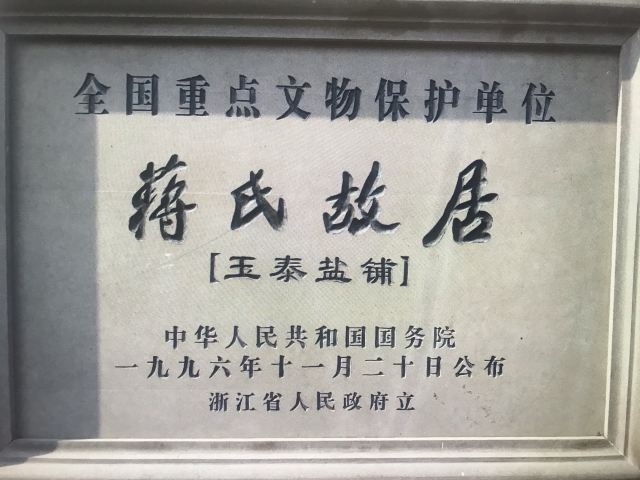 全国重点文物保护单位
蒋氏故居
[玉泰盐铺]
中华人民共和国国务院
一九九六年十一月二十日公布
浙江省人民政府立